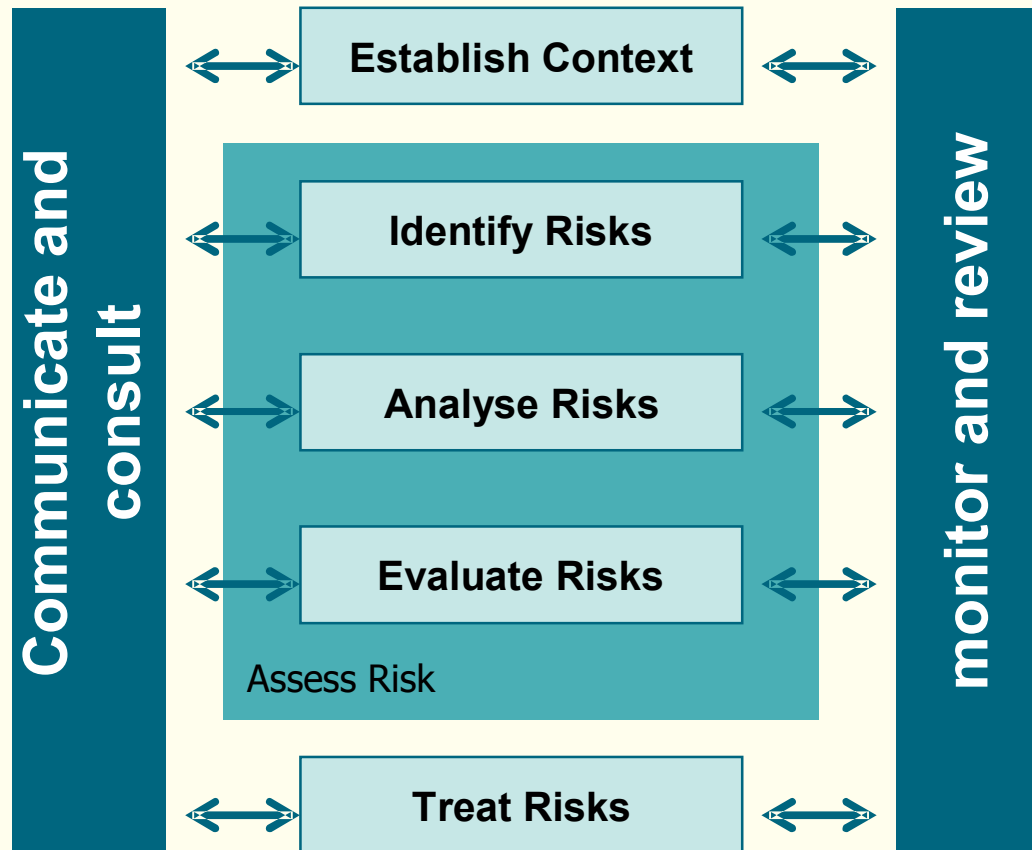 Communicate and
consult
Establish Context
Identify Risks
Analyse Risks
Evaluate Risks
Assess Risk
Treat Risks
monitor and review